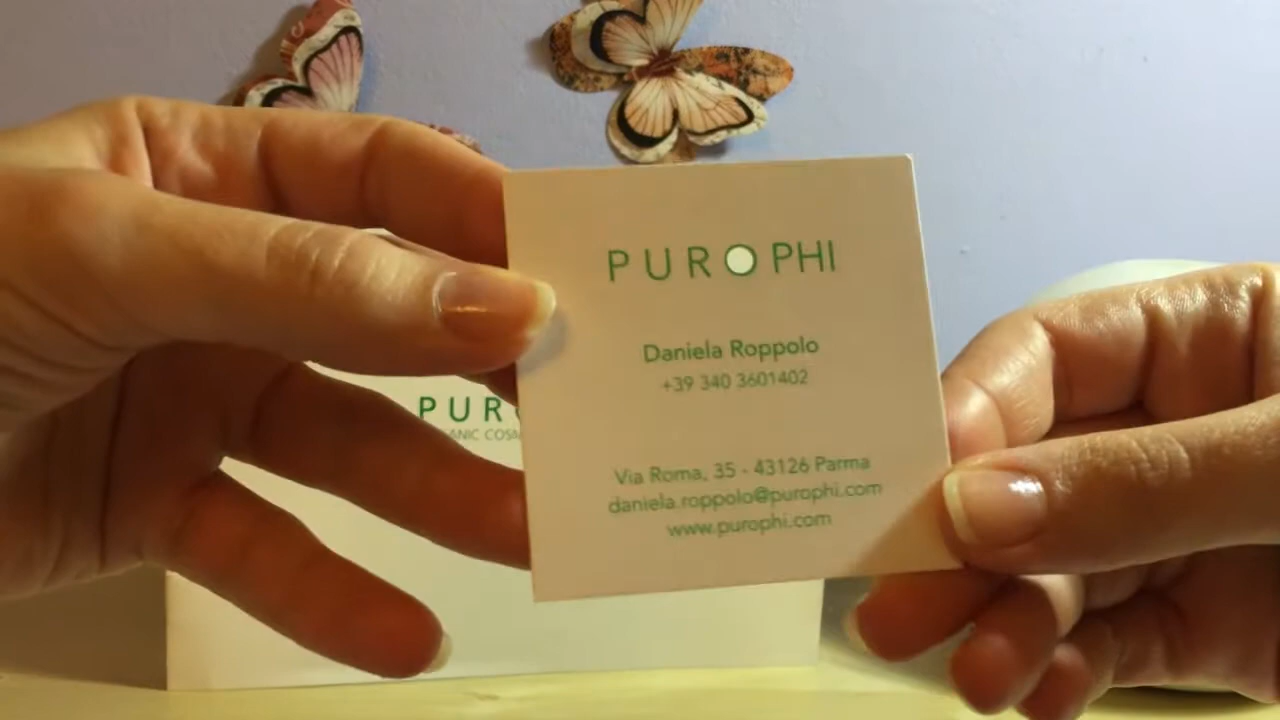 PUROPHI
Daniela Roppolo
+39 340 3601402
Via Roma, 35 - 43126 Parma
daniela.roppolo@purophi.com
www.purophi.com
PUR